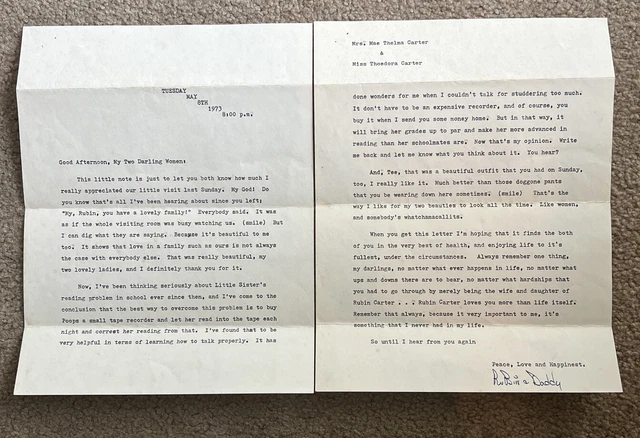 TUESDAY
MAY
8TH
1973
8:00 p.m.
Good Afternoon, My Two Darling Women:
This little note is just to let you both know how much I
really appreciated our little visit last Sunday. My God! Do
you know that's all I've been hearing about since you left;
"My, Rubin, you have a lovely family!" Everybody said. It was
as if the whole visiting room was busy watching us. (smile) But
I can dig what they are saying. Because it's beautiful to me
too. It shows that love in a family such as ours is not always
the case with everybody else. That was really beautiful, my
two lovely ladies, and I definitely thank you for it.
Now, I've been thinking seriously about Little Sister's
reading problem in school ever since then, and I've come to the
conclusion that the best way to overcome this problem is to buy
Poops a small tape recorder and let her read into the tape each
night and correct her reading from that. I've found that to be
very helpful in terms of learning how to talk properly. It has
Mrs. Mae Thelma Carter
&
Miss Theodora Carter
done wonders for me when I couldn't talk for studdering too much.
It don't have to be an expensive recorder, and of course, you
buy it when I send you some money home. But in that way, it
will bring her grades up to par and make her more advanced in
reading than her schoolmates are. Now that's my opinion. Write
me back and let me know what you think about it. You hear?
And, Tee, that was a beautiful outfit that you had on Sunday,
too, I really like it. Much better than those doggone pants
that you be wearing down here sometimes. (smile) That's the
way I like for my two beauties to look all the time. Like women,
and somebody's whatchamacallits.
When you get this letter I'm hoping that it finds the both
of you in the very best of health, and enjoying life to it's
fullest, under the circumstances. Always remember one thing,
my darlings, no matter what ever happens in life, no matter what
ups and downs there are to bear, no matter what hardships that
you had to go through by merely being the wife and daughter of
Rubin Carter . . . Rubin Carter loves you more than life itself.
Remember that always, because it very important to me, it's
something that I never had in my life.
So until I hear from you again
Peace, Love and Happinest.
Rubin & Daddy